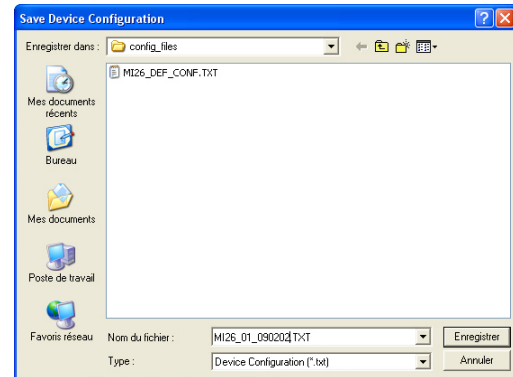 Save Device Configuration
Enregistrer dans : config_files
MI26_DEF_CONF.TXT
Mes documents
récents
Bureau
Mes documents
Poste de travail
Favoris réseau
Nom du fichier : MI26_01_090202.TXT Enregistrer
Type : Device Configuration (*.txt) Annuler